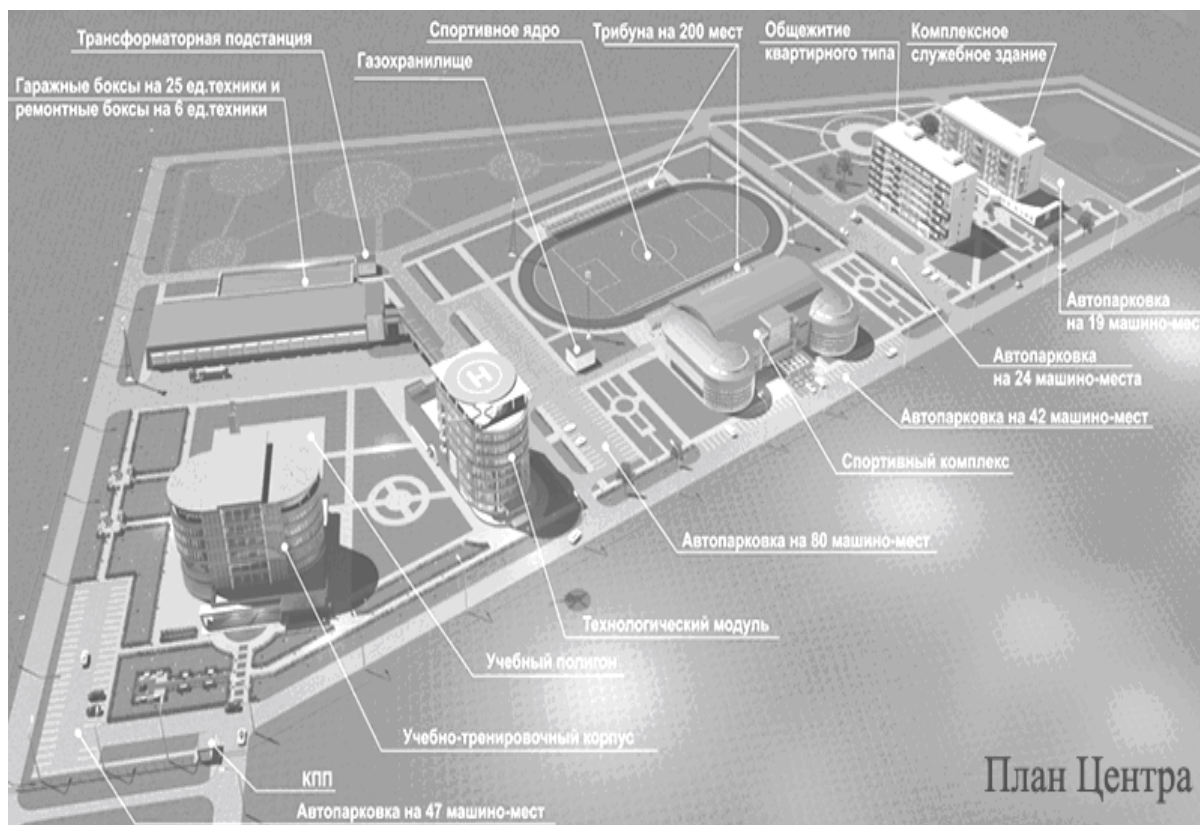 Трансформаторная подстанция
Спортивное ядро
Трибуна на 200 мест
Общежитие
квартирного типа
Комплексное
служебное здание
Газохранилище
Гаражные боксы на 25 ед.техники и
ремонтные боксы на 6 ед.техники
Автопарковка
на 19 машино-мест
Автопарковка
на 24 машино-места
Автопарковка на 42 машино-мест
Спортивный комплекс
Автопарковка на 80 машино-мест
H
Технологический модуль
Учебный полигон
Учебно-тренировочный корпус
КПП
Автопарковка на 47 машино-мест
План Центра